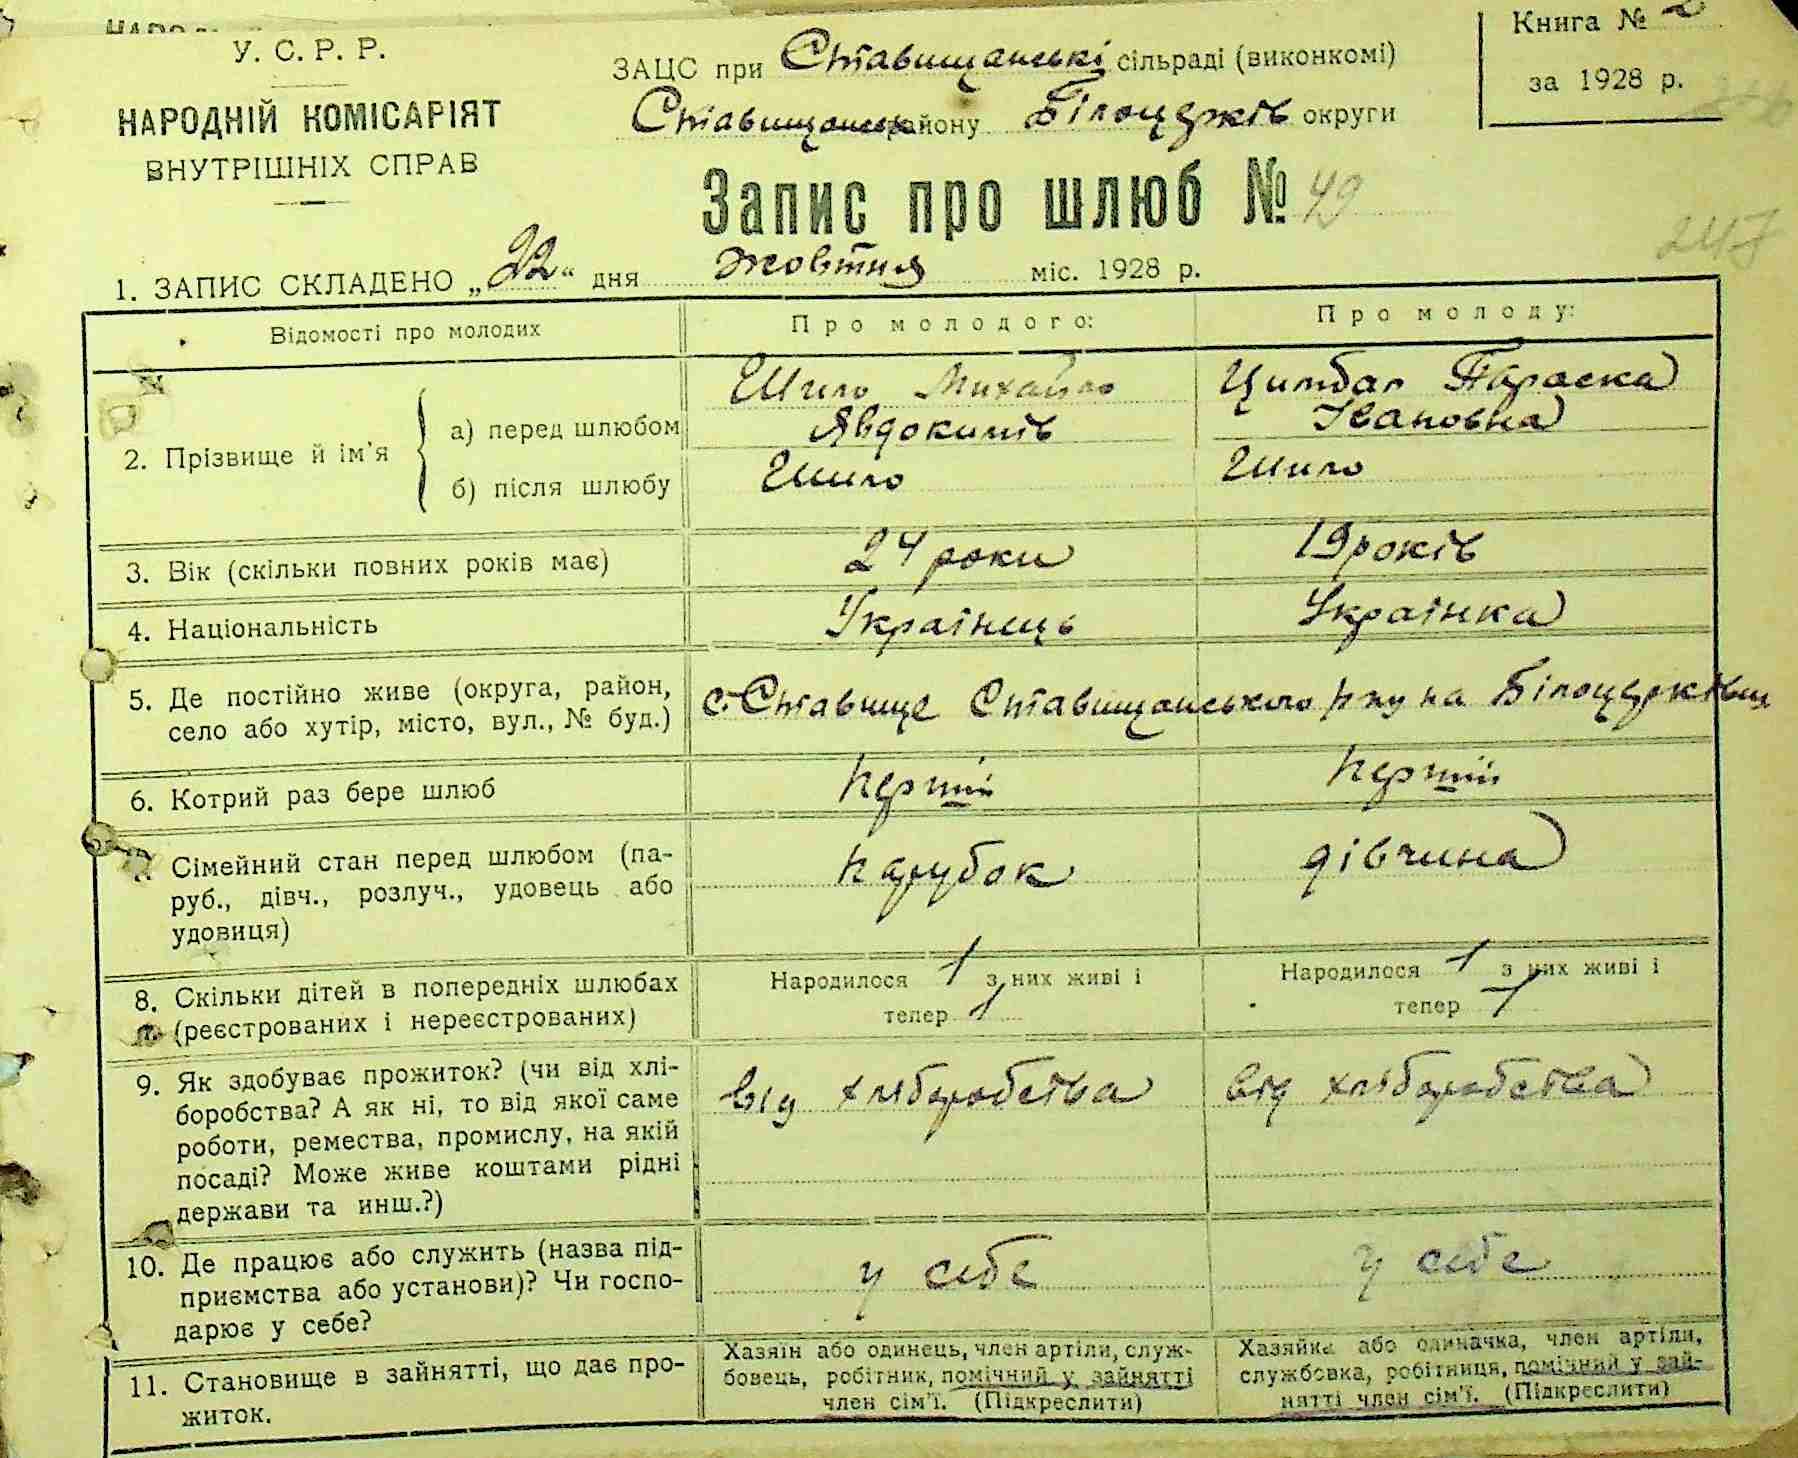 У. С. Р. Р.
НАРОДНІЙ КОМІСАРІЯТ
ВНУТРІШНІХ СПРАВ
ЗАЦС при Ставищанські сільраді (виконкомі)
Ставищанськ району Білоцерків округи
Книга № 2
за 1928 р.
Запис про шлюб № 49
247
1. ЗАПИС СКЛАДЕНО „22“ дня жовтня міс. 1928 р.
Відомості про молодих
Про молодого:
Про молоду:
2. Прізвище й ім'я
а) перед шлюбом
Шило Михайло
Явдокимів
Цимбал Параска
Івановна
б) після шлюбу
Шило
Шило
3. Вік (скільки повних років має)
24 роки
19 років
4. Національність
Українець
Українка
5. Де постійно живе (округа, район,
село або хутір, місто, вул., № буд.)
с. Ставище Ставищанського р-ну на Білоцерківщ
6. Котрий раз бере шлюб
перший
перший
Сімейний стан перед шлюбом (па-
руб., дівч., розлуч., удовець або
удовиця)
парубок
дівчина
8. Скільки дітей в попередніх шлюбах
(реєстрованих і нереєстрованих)
Народилося / з них живі і
тепер /
Народилося / з них живі і
тепер /
9. Як здобуває прожиток? (чи від хлі-
боробства? А як ні, то від якої саме
роботи, ремества, промислу, на якій
посаді? Може живе коштами рідні
держави та инш.?)
від хліборобства
від хліборобства
10. Де працює або служить (назва під-
приємства або установи)? Чи госпо-
дарює у себе?
у себе
у себе
11. Становище в зайнятті, що дає про-
житок.
Хазяїн або одинець, член артіли, служ-
бовець, робітник, помічний у зайнятті
член сім'ї. (Підкреслити)
Хазяйка або одиначка, член артіли,
службовка, робітниця, помічний у зай-
нятті член сім'ї. (Підкреслити)